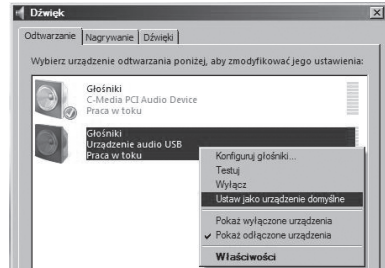 Dźwięk
Odtwarzanie Nagrywanie Dźwięki
Wybierz urządzenie odtwarzania poniżej, aby zmodyfikować jego ustawienia:
Głośniki
C-Media PCI Audio Device
Praca w toku
Głośniki
Urządzenie audio USB
Praca w toku
Konfiguruj głośniki...
Testuj
Wyłącz
Ustaw jako urządzenie domyślne
Pokaż wyłączone urządzenia
Pokaż odłączone urządzenia
Właściwości